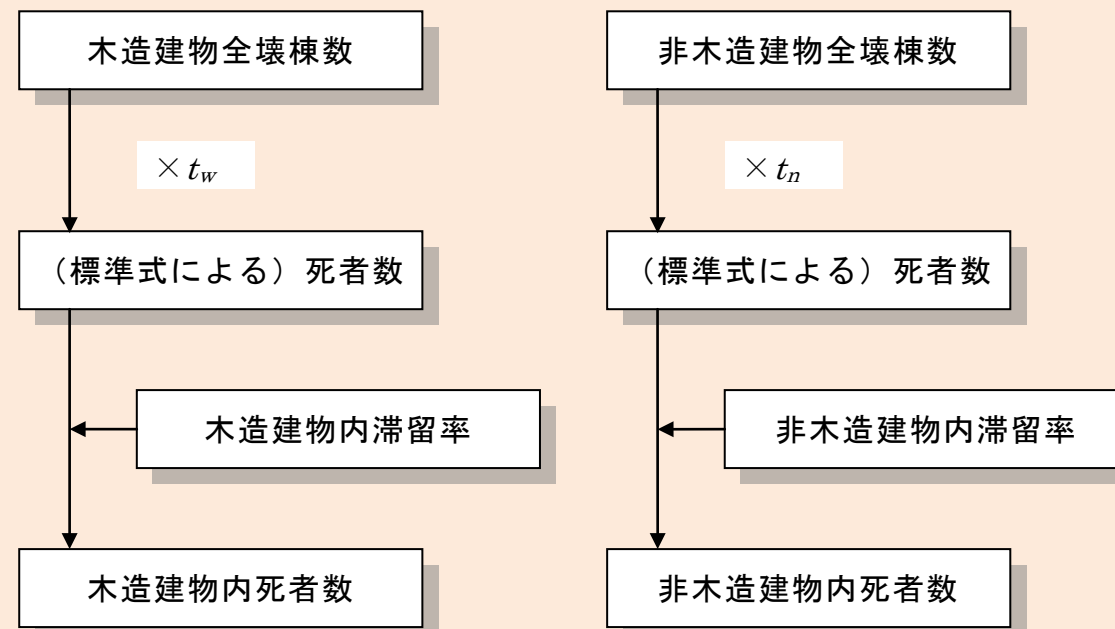 木造建物全壊棟数
× tw
（標準式による）死者数
木造建物内滞留率
木造建物内死者数
非木造建物全壊棟数
× tn
（標準式による）死者数
非木造建物内滞留率
非木造建物内死者数